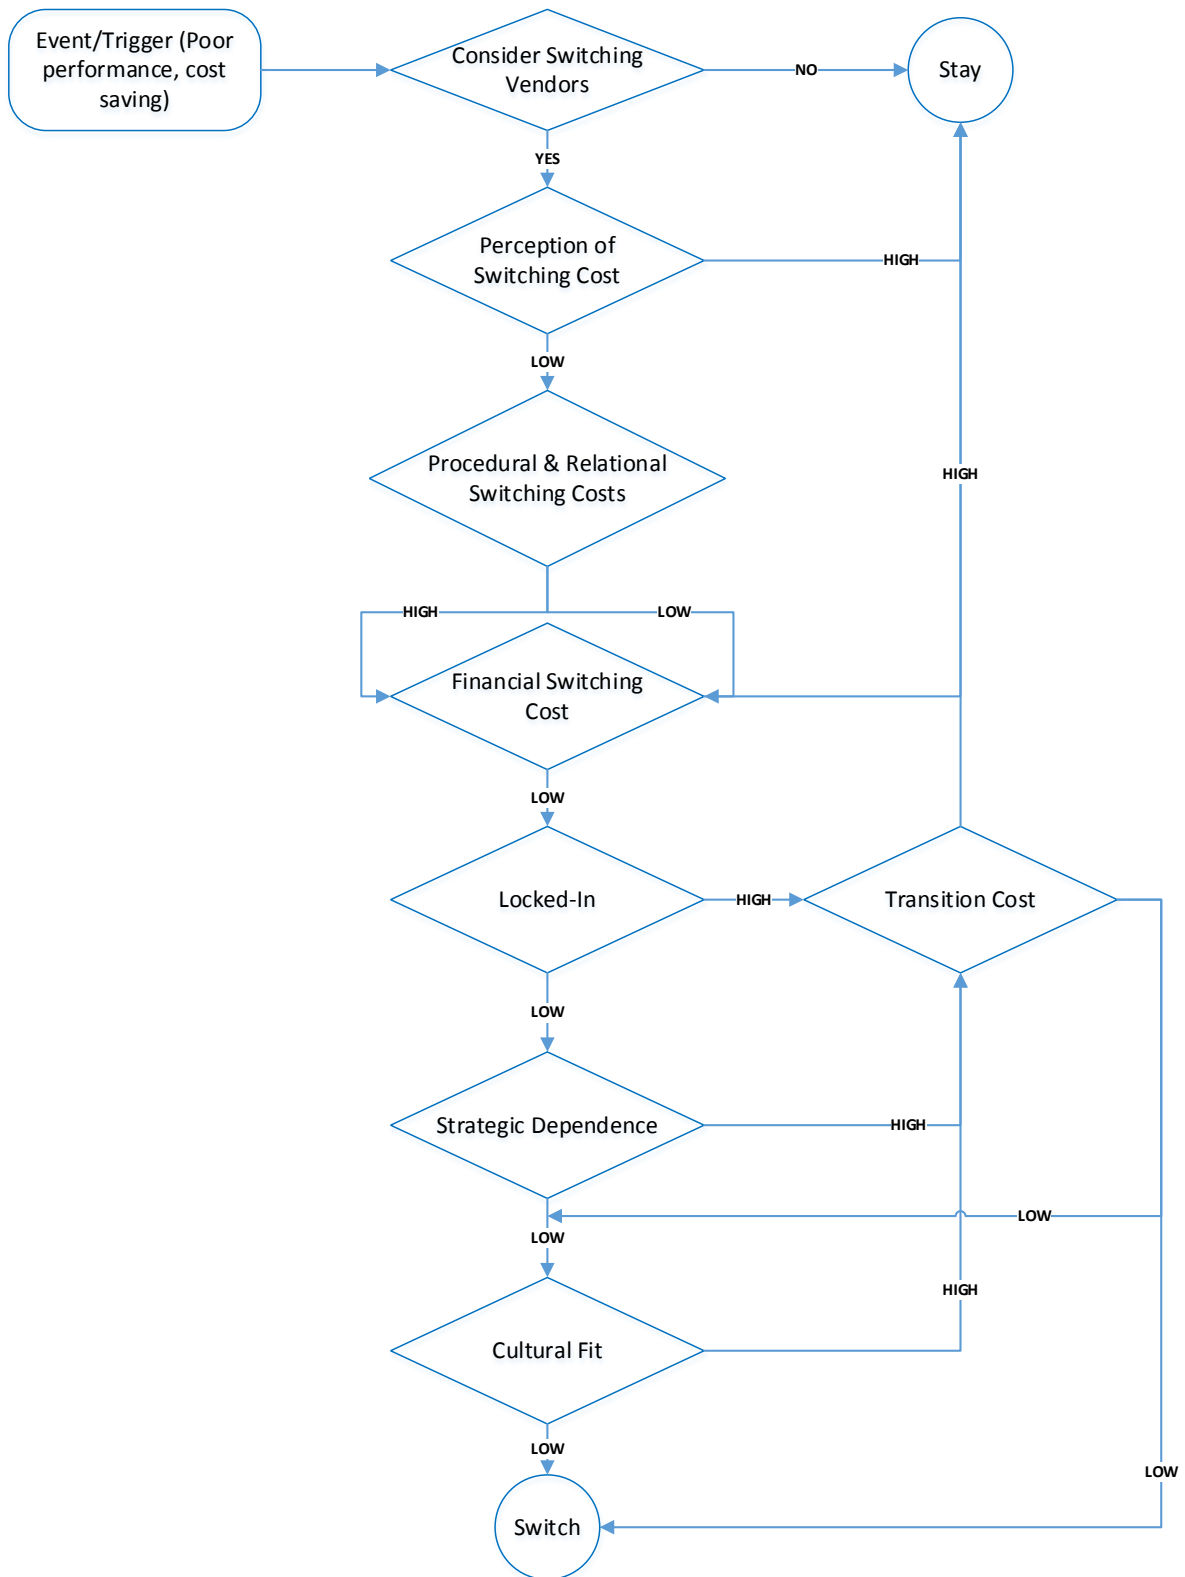 Event/Trigger (Poor
performance, cost
saving)
Consider Switching
Vendors
NO
Stay
YES
Perception of
Switching Cost
HIGH
LOW
Procedural & Relational
Switching Costs
HIGH
HIGH
LOW
Financial Switching
Cost
LOW
Locked-In
HIGH
Transition Cost
LOW
Strategic Dependence
HIGH
LOW
LOW
HIGH
Cultural Fit
LOW
LOW
Switch